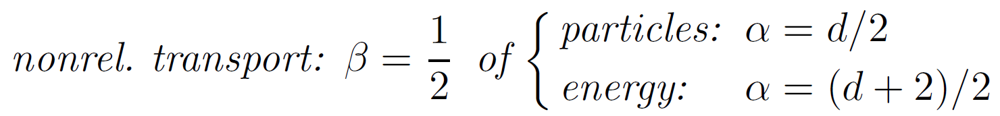 nonrel. transport: β = 1/2 of { particles: α = d/2
energy: α = (d + 2)/2